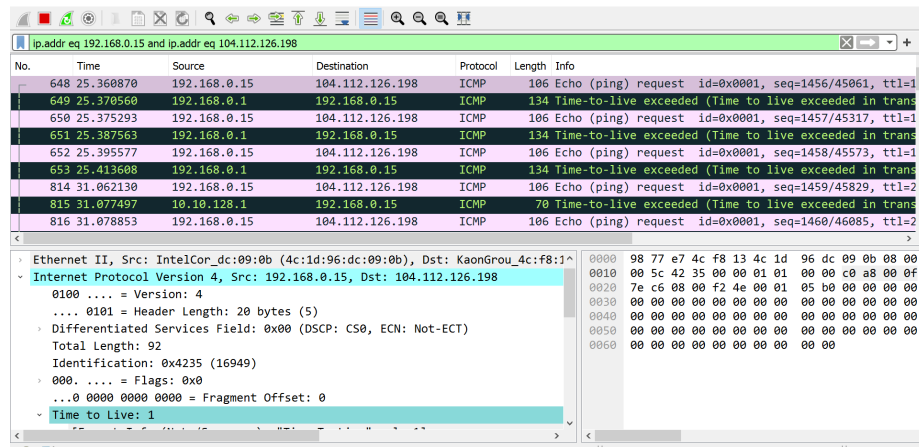 ip.addr eq 192.168.0.15 and ip.addr eq 104.112.126.198
No. Time Source Destination Protocol Length Info
648 25.360870 192.168.0.15 104.112.126.198 ICMP 106 Echo (ping) request id=0x0001, seq=1456/45061, ttl=1
649 25.370560 192.168.0.1 192.168.0.15 ICMP 134 Time-to-live exceeded (Time to live exceeded in trans
650 25.375293 192.168.0.15 104.112.126.198 ICMP 106 Echo (ping) request id=0x0001, seq=1457/45317, ttl=1
651 25.387563 192.168.0.1 192.168.0.15 ICMP 134 Time-to-live exceeded (Time to live exceeded in trans
652 25.395577 192.168.0.15 104.112.126.198 ICMP 106 Echo (ping) request id=0x0001, seq=1458/45573, ttl=1
653 25.413608 192.168.0.1 192.168.0.15 ICMP 134 Time-to-live exceeded (Time to live exceeded in trans
814 31.062130 192.168.0.15 104.112.126.198 ICMP 106 Echo (ping) request id=0x0001, seq=1459/45829, ttl=2
815 31.077497 10.10.128.1 192.168.0.15 ICMP 70 Time-to-live exceeded (Time to live exceeded in trans
816 31.078853 192.168.0.15 104.112.126.198 ICMP 106 Echo (ping) request id=0x0001, seq=1460/46085, ttl=2
Ethernet II, Src: IntelCor_dc:09:0b (4c:1d:96:dc:09:0b), Dst: KaonGrou_4c:f8:1
Internet Protocol Version 4, Src: 192.168.0.15, Dst: 104.112.126.198
0100 .... = Version: 4
.... 0101 = Header Length: 20 bytes (5)
Differentiated Services Field: 0x00 (DSCP: CS0, ECN: Not-ECT)
Total Length: 92
Identification: 0x4235 (16949)
000. .... = Flags: 0x0
...0 0000 0000 0000 = Fragment Offset: 0
Time to Live: 1
0000 98 77 e7 4c f8 13 4c 1d 96 dc 09 0b 08 00
0010 00 5c 42 35 00 00 01 01 00 00 c0 a8 00 0f
0020 7e c6 08 00 f2 4e 00 01 05 b0 00 00 00 00
0030 00 00 00 00 00 00 00 00 00 00 00 00 00 00
0040 00 00 00 00 00 00 00 00 00 00 00 00 00 00
0050 00 00 00 00 00 00 00 00 00 00 00 00 00 00
0060 00 00 00 00 00 00 00 00 00 00